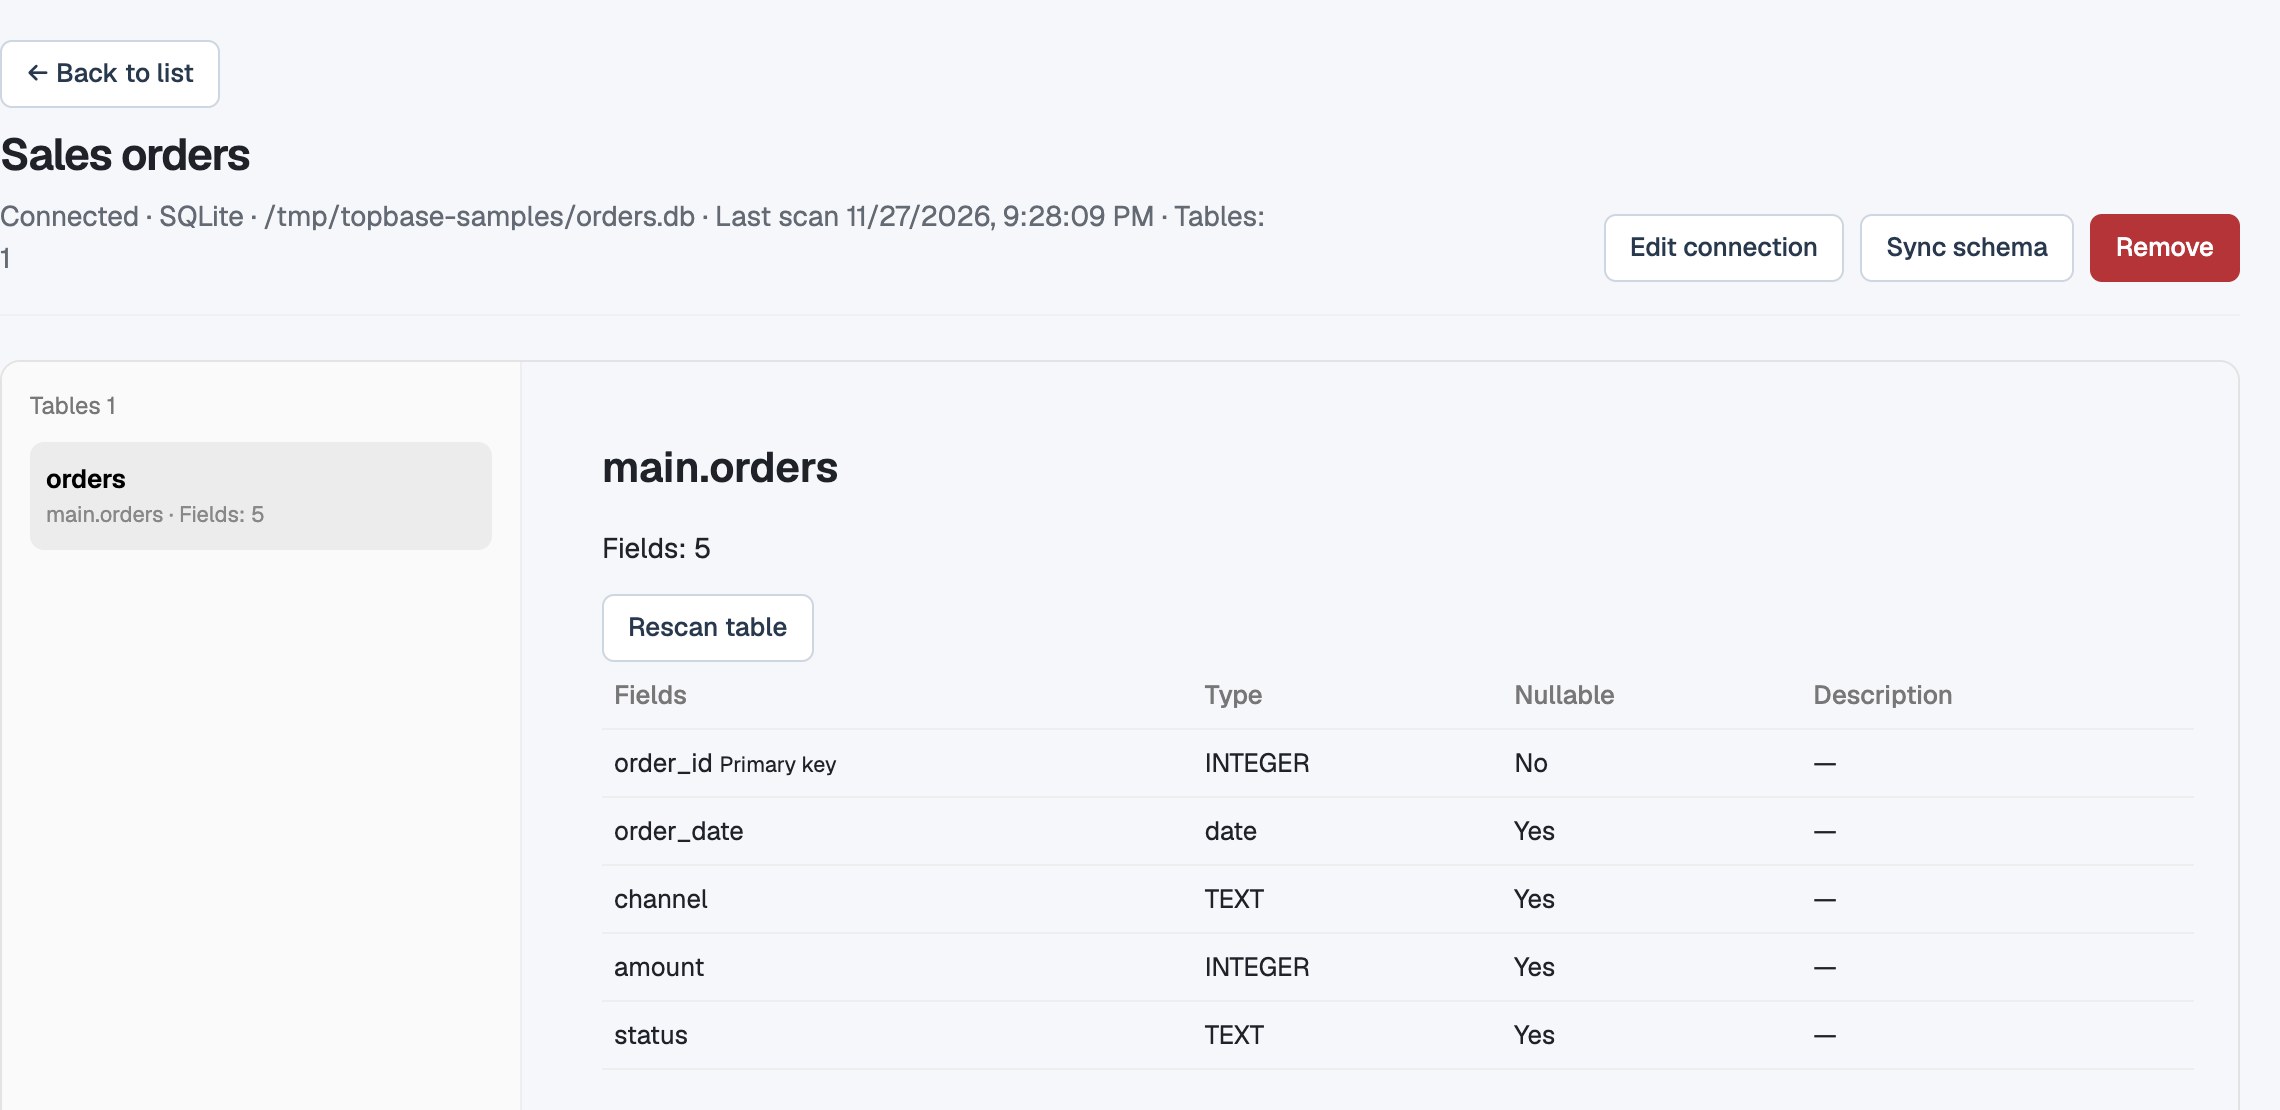 ← Back to list
Sales orders
Connected · SQLite · /tmp/topbase-samples/orders.db · Last scan 11/27/2026, 9:28:09 PM · Tables:
1
Edit connection
Sync schema
Remove
Tables 1
orders
main.orders · Fields: 5
main.orders
Fields: 5
Rescan table
Fields Type Nullable Description
order_id Primary key INTEGER No —
order_date date Yes —
channel TEXT Yes —
amount INTEGER Yes —
status TEXT Yes —